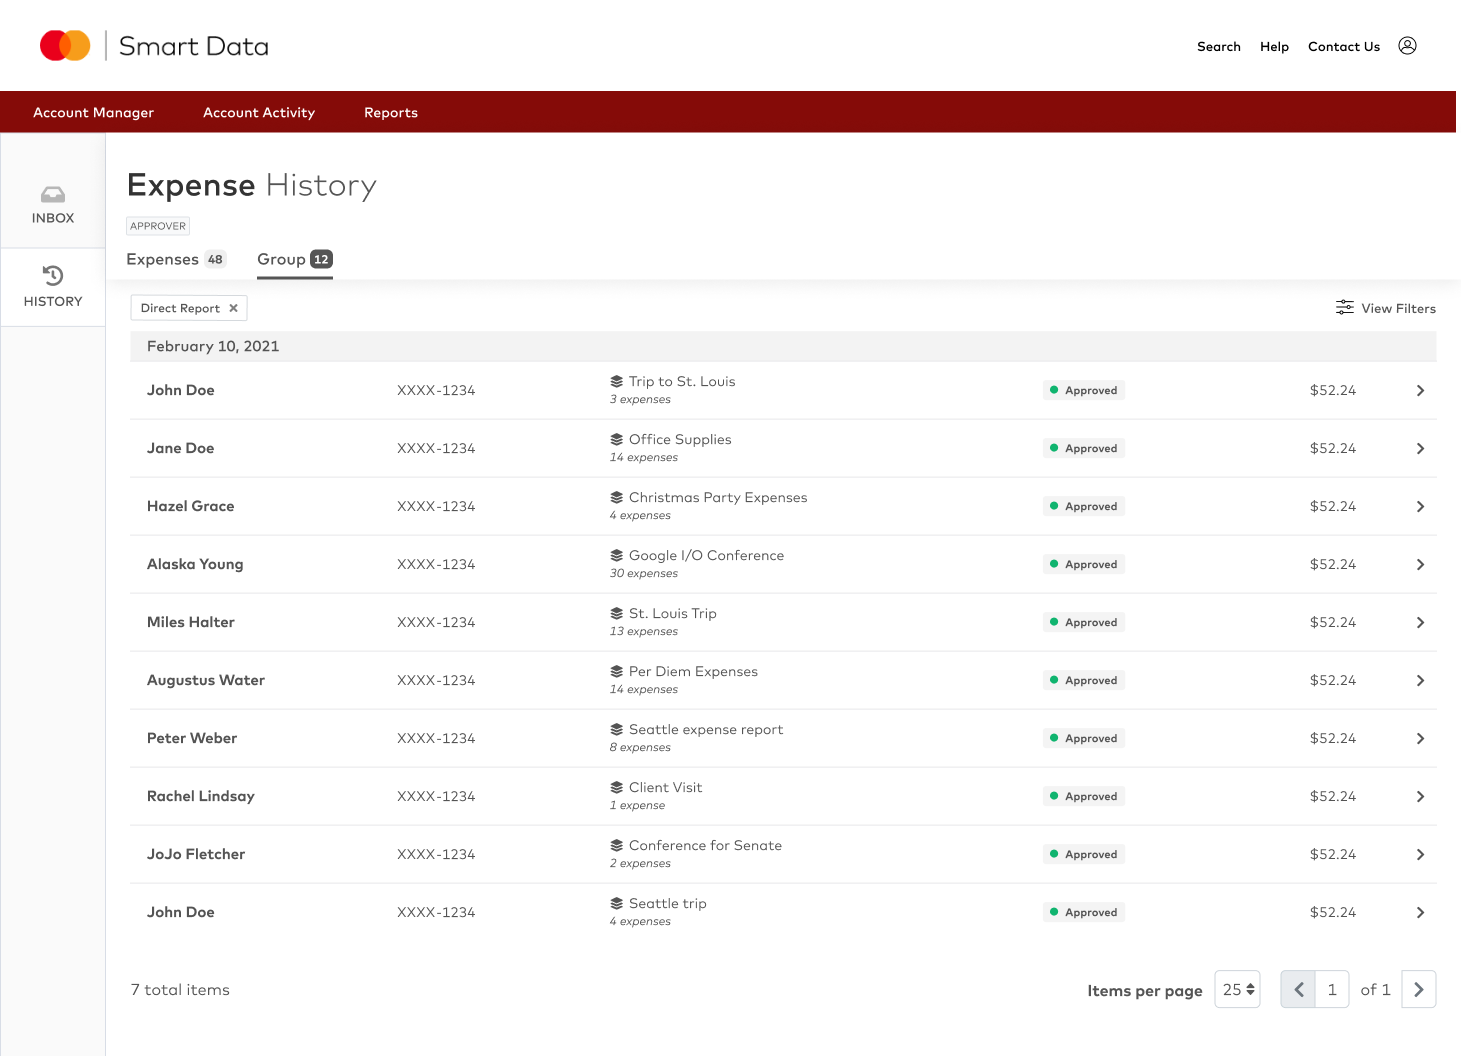 Smart Data
Search Help Contact Us
Account Manager Account Activity Reports
INBOX
HISTORY
Expense History
APPROVER
Expenses 48 Group 12
Direct Report
View Filters
February 10, 2021
John Doe XXXX-1234 Trip to St. Louis Approved $52.24
3 expenses
Jane Doe XXXX-1234 Office Supplies Approved $52.24
14 expenses
Hazel Grace XXXX-1234 Christmas Party Expenses Approved $52.24
4 expenses
Alaska Young XXXX-1234 Google I/O Conference Approved $52.24
30 expenses
Miles Halter XXXX-1234 St. Louis Trip Approved $52.24
13 expenses
Augustus Water XXXX-1234 Per Diem Expenses Approved $52.24
14 expenses
Peter Weber XXXX-1234 Seattle expense report Approved $52.24
8 expenses
Rachel Lindsay XXXX-1234 Client Visit Approved $52.24
1 expense
JoJo Fletcher XXXX-1234 Conference for Senate Approved $52.24
2 expenses
John Doe XXXX-1234 Seattle trip Approved $52.24
4 expenses
7 total items
Items per page 25 1 of 1